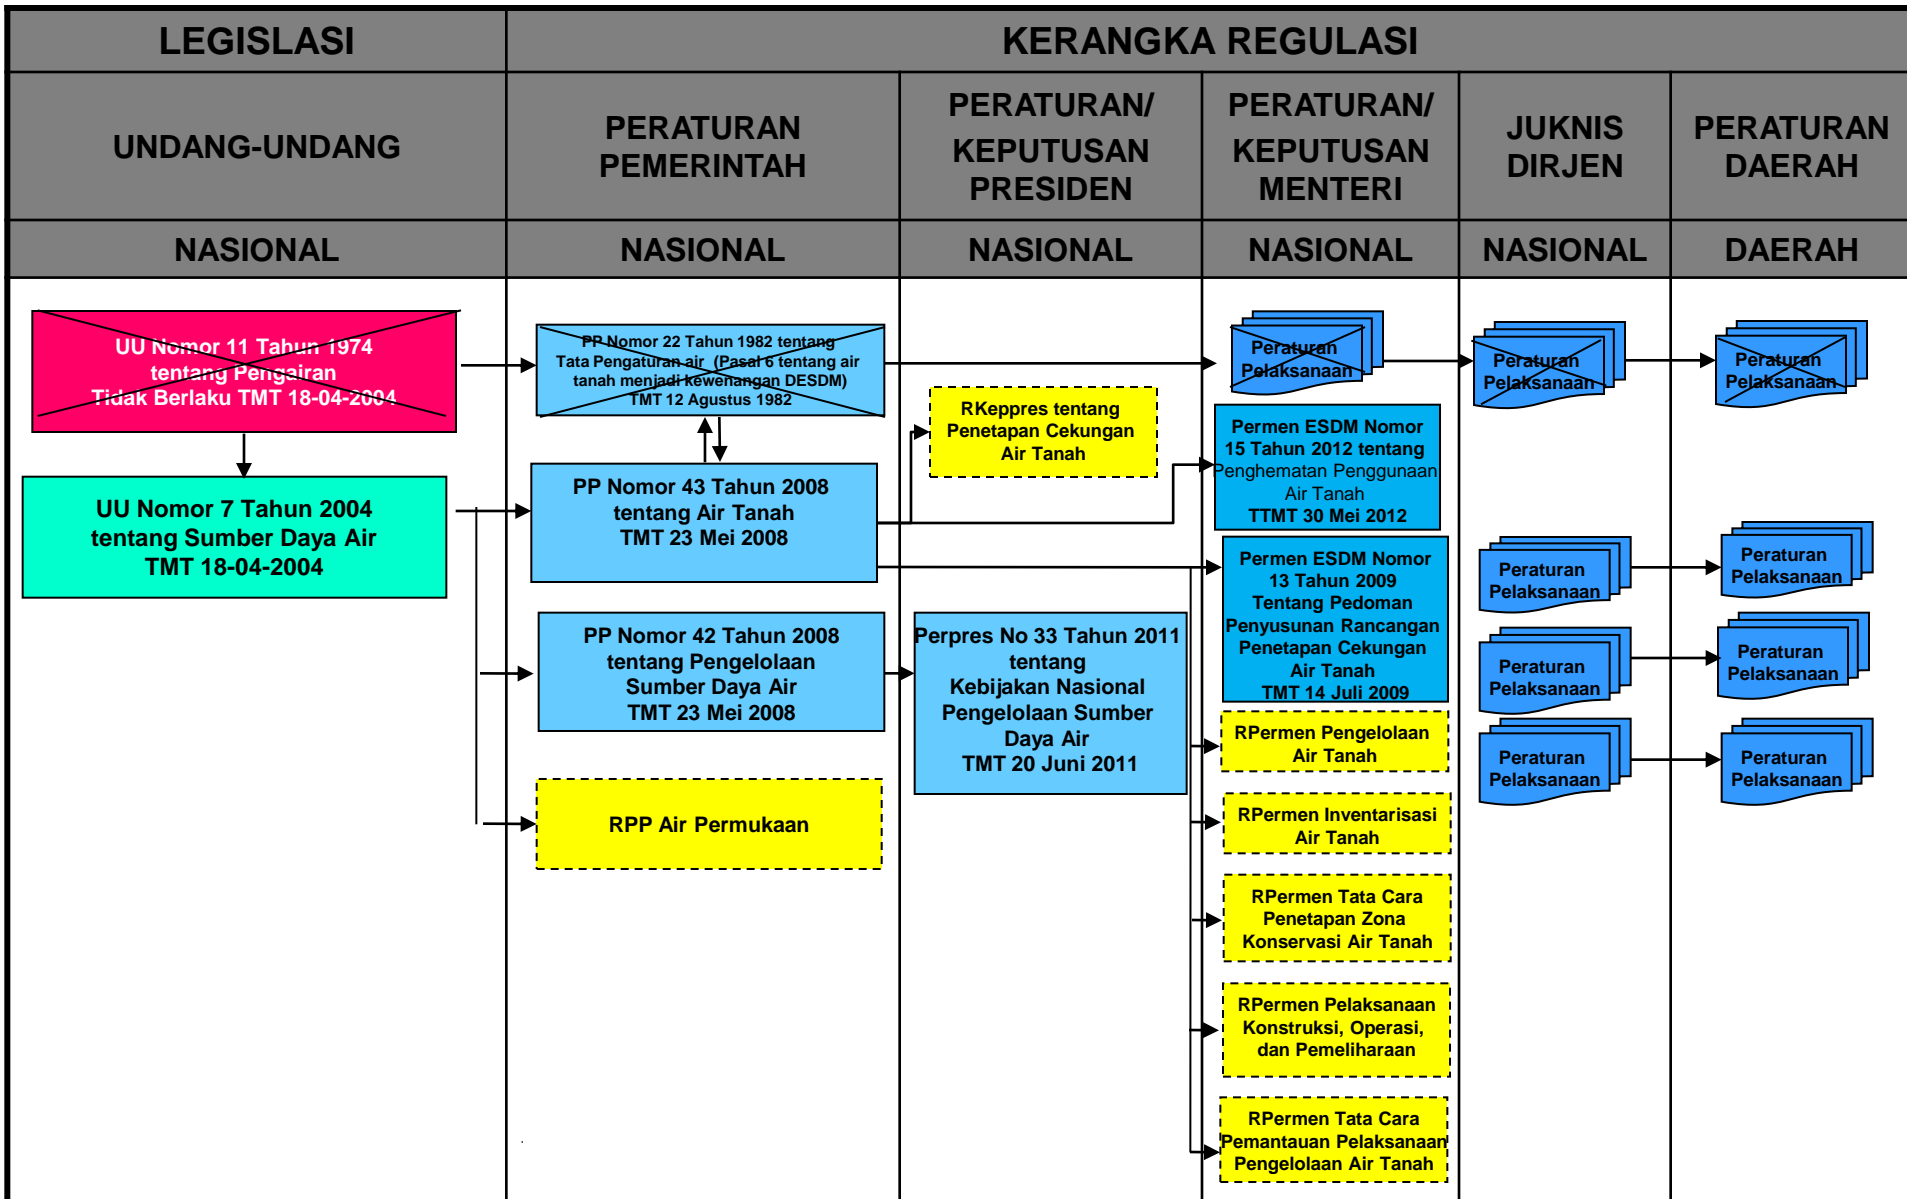 LEGISLASI
KERANGKA REGULASI
UNDANG-UNDANG
PERATURAN
PEMERINTAH
PERATURAN/
KEPUTUSAN
PRESIDEN
PERATURAN/
KEPUTUSAN
MENTERI
JUKNIS
DIRJEN
PERATURAN
DAERAH
NASIONAL
NASIONAL
NASIONAL
NASIONAL
NASIONAL
DAERAH
UU Nomor 11 Tahun 1974
tentang Pengairan
Tidak Berlaku TMT 18-04-2004
UU Nomor 7 Tahun 2004
tentang Sumber Daya Air
TMT 18-04-2004
PP Nomor 22 Tahun 1982 tentang
Tata Pengaturan air (Pasal 6 tentang air
tanah menjadi kewenangan DESDM)
TMT 12 Agustus 1982
PP Nomor 43 Tahun 2008
tentang Air Tanah
TMT 23 Mei 2008
PP Nomor 42 Tahun 2008
tentang Pengelolaan
Sumber Daya Air
TMT 23 Mei 2008
RPP Air Permukaan
RKeppres tentang
Penetapan Cekungan
Air Tanah
Perpres No 33 Tahun 2011
tentang
Kebijakan Nasional
Pengelolaan Sumber
Daya Air
TMT 20 Juni 2011
Peraturan
Pelaksanaan
Permen ESDM Nomor
15 Tahun 2012 tentang
Penghematan Penggunaan
Air Tanah
TTMT 30 Mei 2012
Permen ESDM Nomor
13 Tahun 2009
Tentang Pedoman
Penyusunan Rancangan
Penetapan Cekungan
Air Tanah
TMT 14 Juli 2009
RPermen Pengelolaan
Air Tanah
RPermen Inventarisasi
Air Tanah
RPermen Tata Cara
Penetapan Zona
Konservasi Air Tanah
RPermen Pelaksanaan
Konstruksi, Operasi,
dan Pemeliharaan
RPermen Tata Cara
Pemantauan Pelaksanaan
Pengelolaan Air Tanah
Peraturan
Pelaksanaan
Peraturan
Pelaksanaan
Peraturan
Pelaksanaan
Peraturan
Pelaksanaan
Peraturan
Pelaksanaan
Peraturan
Pelaksanaan
Peraturan
Pelaksanaan
Peraturan
Pelaksanaan